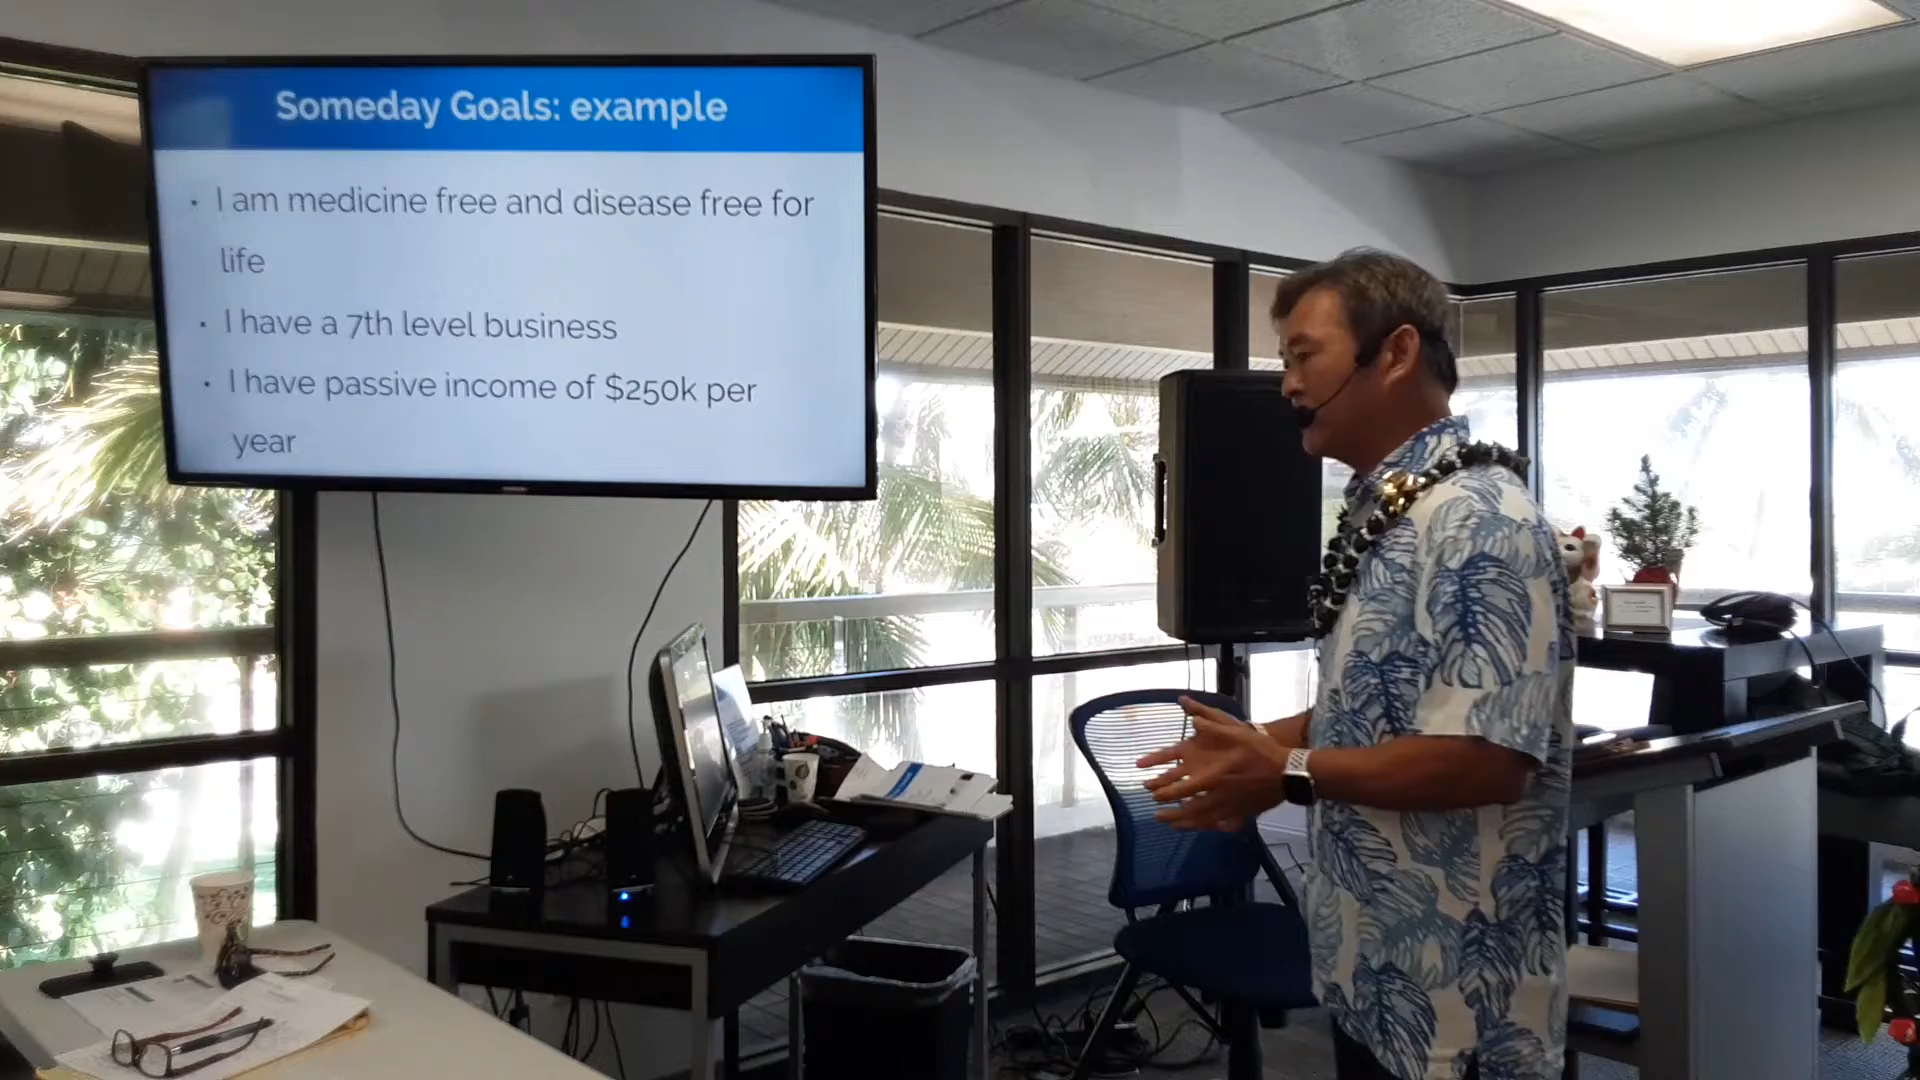 Someday Goals: example
• I am medicine free and disease free for
life
• I have a 7th level business
• I have passive income of $250k per
year